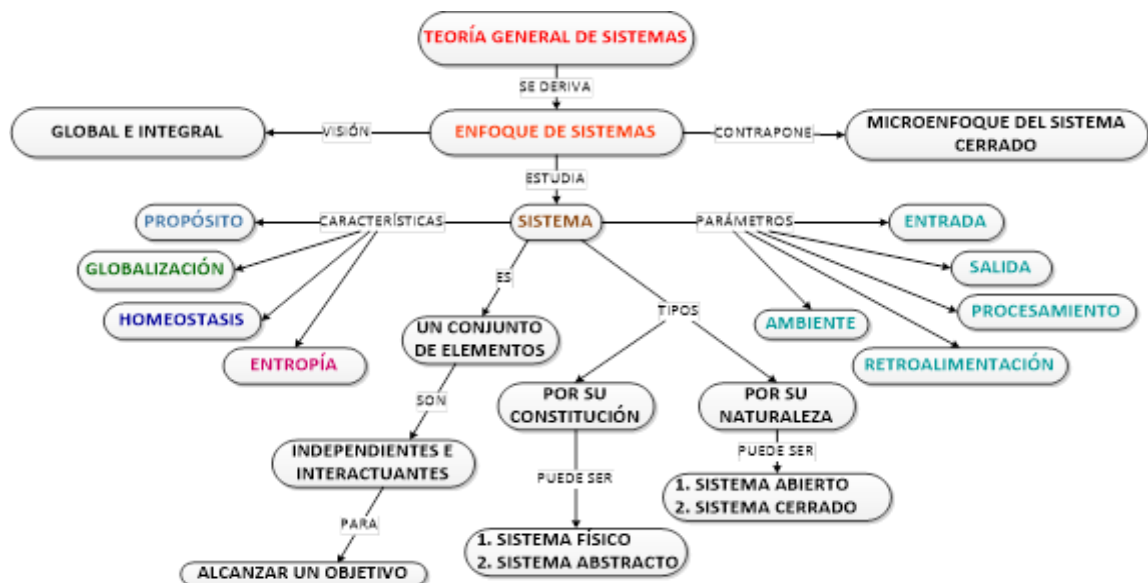 TEORÍA GENERAL DE SISTEMAS
SE DERIVA
GLOBAL E INTEGRAL
VISIÓN
ENFOQUE DE SISTEMAS
CONTRAPONE
MICROENFOQUE DEL SISTEMA
CERRADO
ESTUDIA
PROPÓSITO
CARACTERÍSTICAS
SISTEMA
PARÁMETROS
ENTRADA
GLOBALIZACIÓN
SALIDA
HOMEOSTASIS
ES
TIPOS
AMBIENTE
PROCESAMIENTO
ENTROPÍA
UN CONJUNTO
DE ELEMENTOS
RETROALIMENTACIÓN
SON
POR SU
CONSTITUCIÓN
POR SU
NATURALEZA
INDEPENDIENTES E
INTERACTUANTES
PUEDE SER
PUEDE SER
1. SISTEMA ABIERTO
2. SISTEMA CERRADO
PARA
1. SISTEMA FÍSICO
2. SISTEMA ABSTRACTO
ALCANZAR UN OBJETIVO